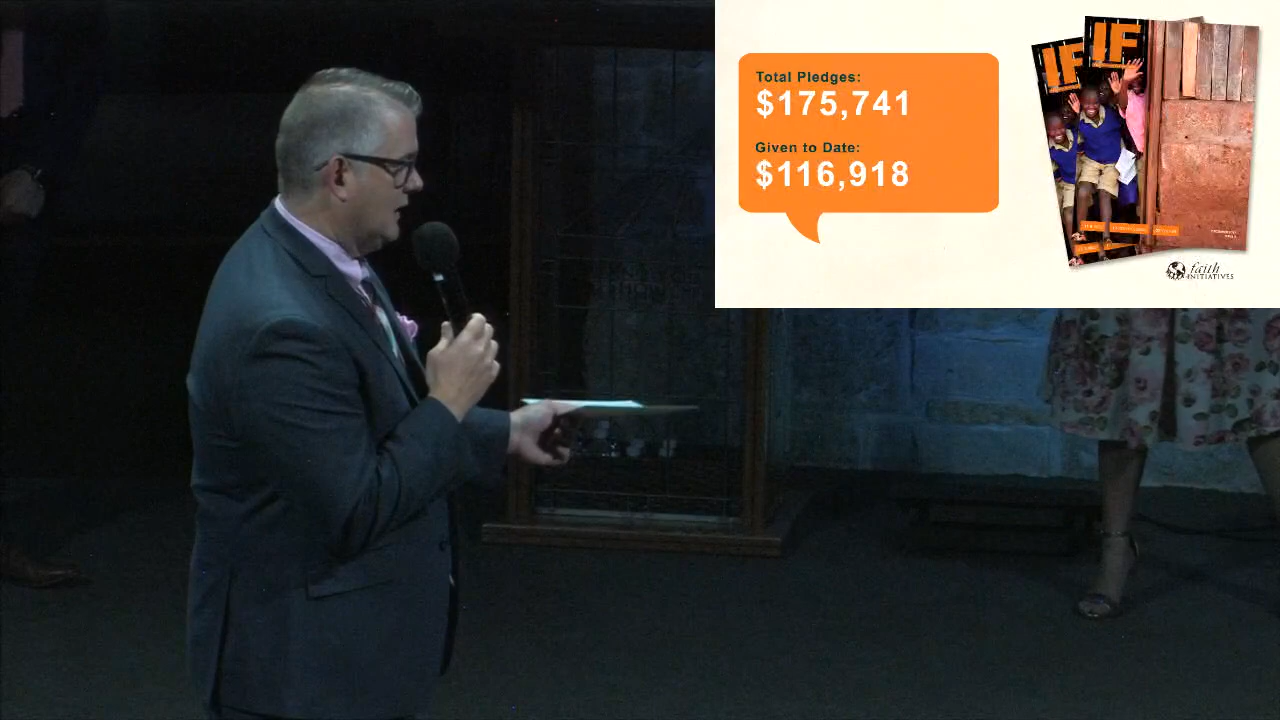 Total Pledges:
$175,741
Given to Date:
$116,918
IF
IF
faith
INITIATIVES